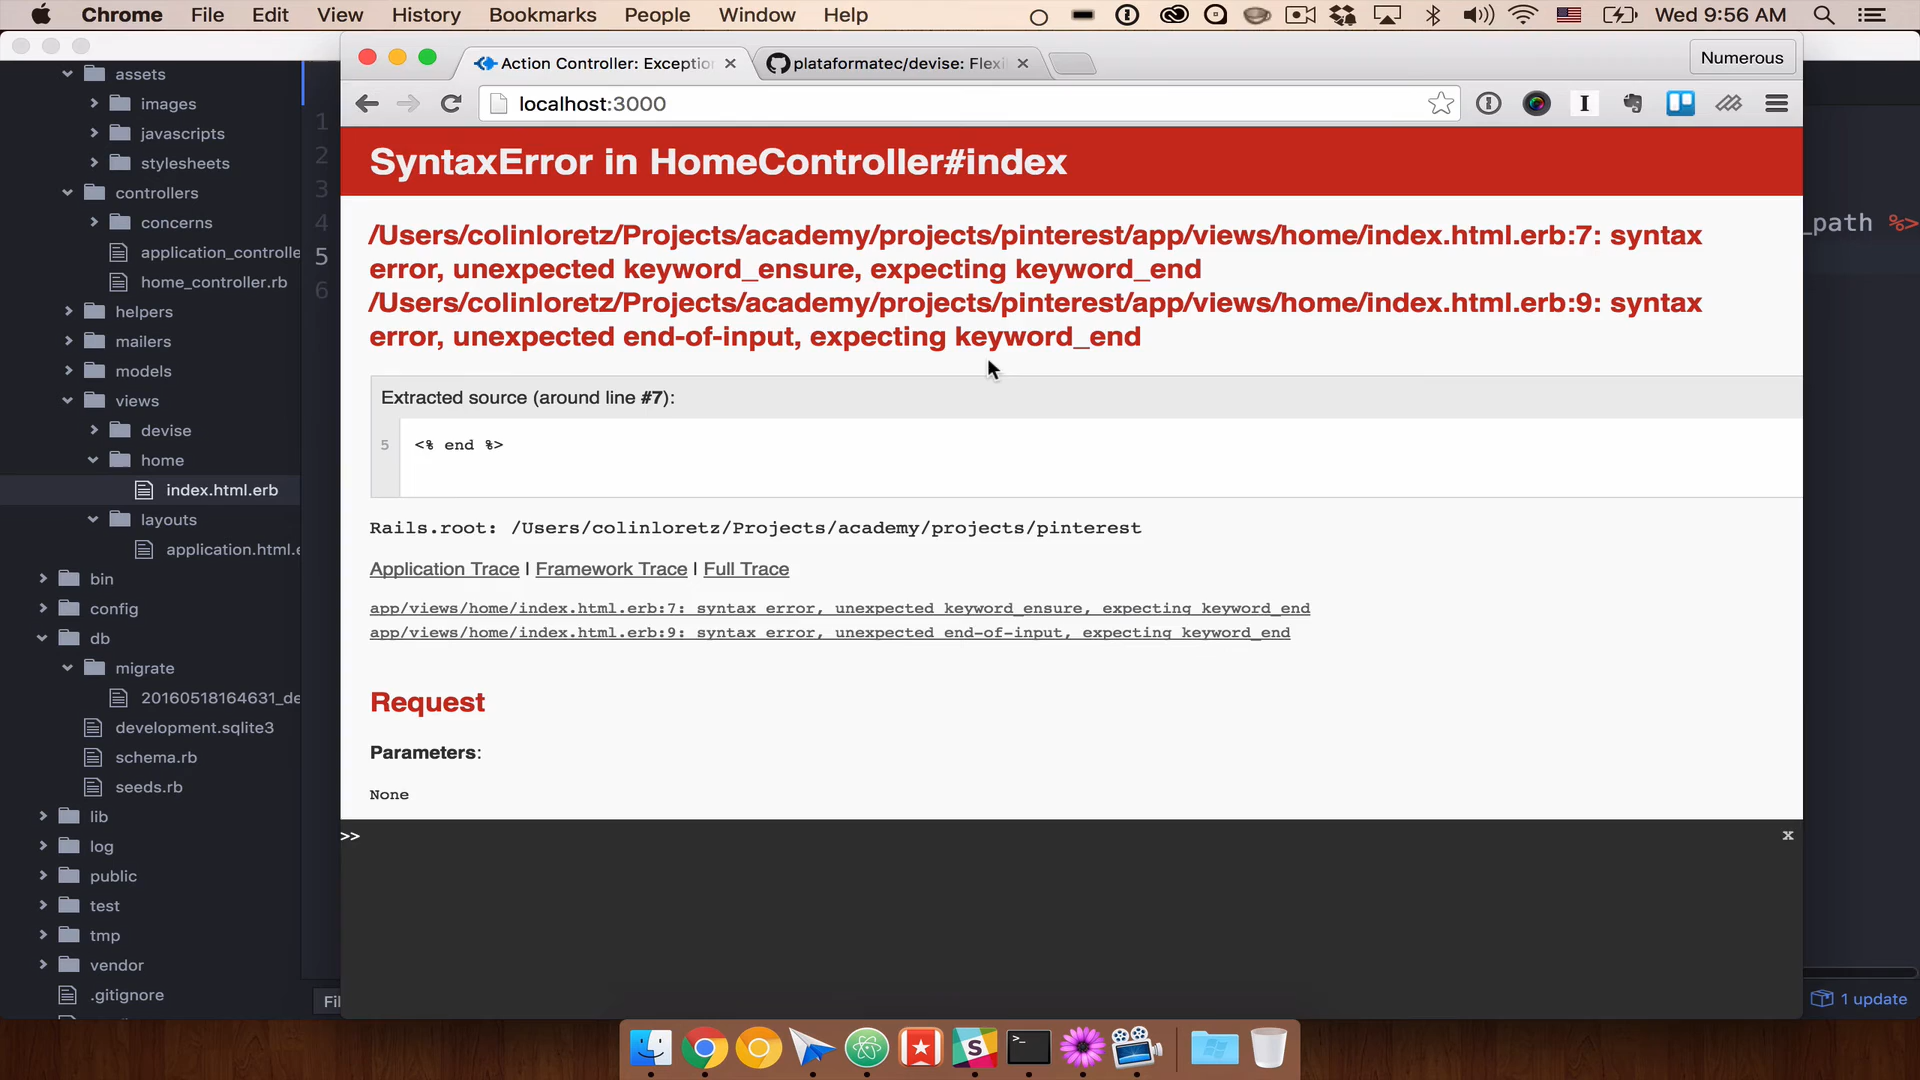 Chrome File Edit View History Bookmarks People Window Help Wed 9:56 AM
Action Controller: Exceptio
plataformatec/devise: Flexi
Numerous
localhost:3000
assets
images
javascripts
stylesheets
controllers
concerns
application_controlle
home_controller.rb
helpers
mailers
models
views
devise
home
index.html.erb
layouts
application.html.e
bin
config
db
migrate
20160518164631_de
development.sqlite3
schema.rb
seeds.rb
lib
log
public
test
tmp
vendor
.gitignore
1
2
3
4
5
6
SyntaxError in HomeController#index
/Users/colinloretz/Projects/academy/projects/pinterest/app/views/home/index.html.erb:7: syntax
error, unexpected keyword_ensure, expecting keyword_end
/Users/colinloretz/Projects/academy/projects/pinterest/app/views/home/index.html.erb:9: syntax
error, unexpected end-of-input, expecting keyword_end
Extracted source (around line #7):
5 <% end %>
Rails.root: /Users/colinloretz/Projects/academy/projects/pinterest
Application Trace | Framework Trace | Full Trace
app/views/home/index.html.erb:7: syntax error, unexpected keyword_ensure, expecting keyword_end
app/views/home/index.html.erb:9: syntax error, unexpected end-of-input, expecting keyword_end
Request
Parameters:
None
>>
x
_path %>
Fil
1 update